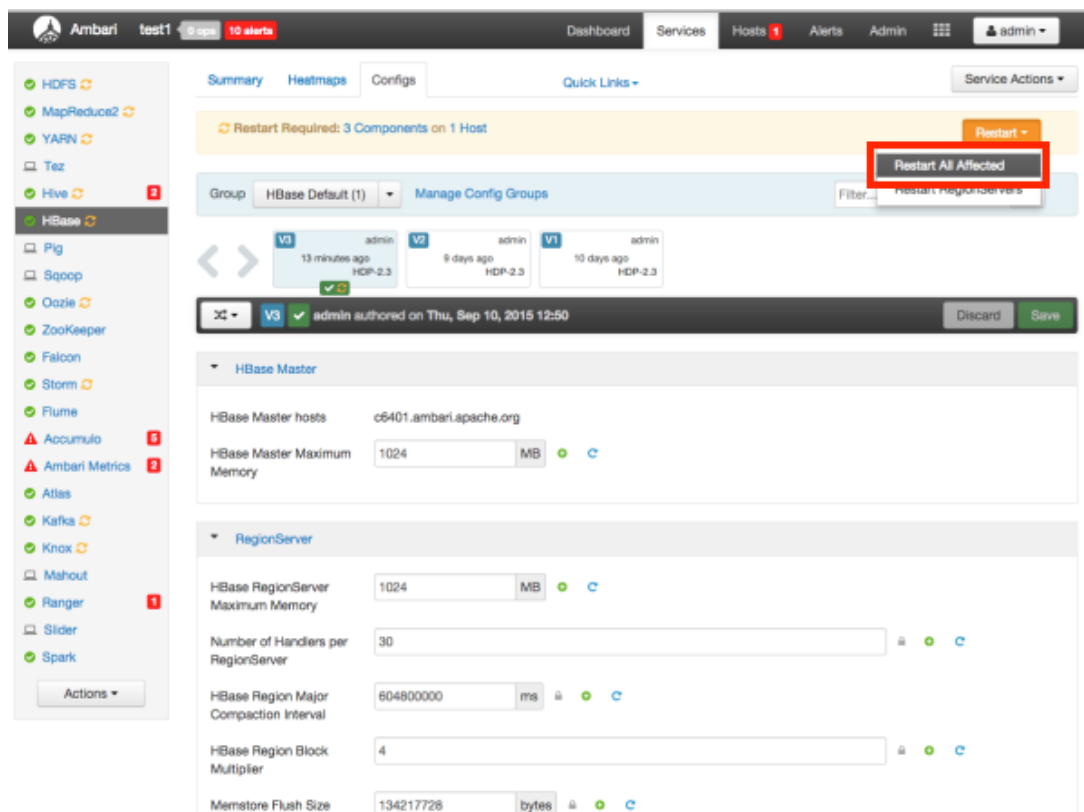 Ambari test1 0 ops 10 alerts Dashboard Services Hosts 1 Alerts Admin admin
HDFS
MapReduce2
YARN
Tez
Hive 2
HBase
Pig
Sqoop
Oozie
ZooKeeper
Falcon
Storm
Flume
Accumulo 5
Ambari Metrics 2
Atlas
Kafka
Knox
Mahout
Ranger 1
Slider
Spark
Actions
Summary Heatmaps Configs Quick Links Service Actions
Restart Required: 3 Components on 1 Host Restart
Restart All Affected
Restart RegionServers
Group HBase Default (1) Manage Config Groups Filter...
V3 admin
13 minutes ago
HDP-2.3
V2 admin
9 days ago
HDP-2.3
V1 admin
10 days ago
HDP-2.3
V3 admin authored on Thu, Sep 10, 2015 12:50 Discard Save
HBase Master
HBase Master hosts c6401.ambari.apache.org
HBase Master Maximum
Memory
1024 MB
RegionServer
HBase RegionServer
Maximum Memory
1024 MB
Number of Handlers per
RegionServer
30
HBase Region Major
Compaction Interval
604800000 ms
HBase Region Block
Multiplier
4
Memstore Flush Size 134217728 bytes